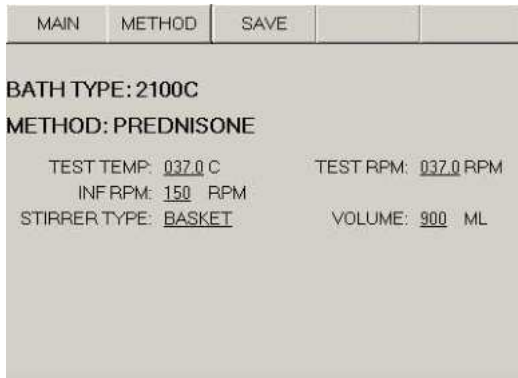 MAIN METHOD SAVE
BATH TYPE: 2100C
METHOD: PREDNISONE
TEST TEMP: 037.0 C TEST RPM: 037.0 RPM
INF RPM: 150 RPM
STIRRER TYPE: BASKET VOLUME: 900 ML